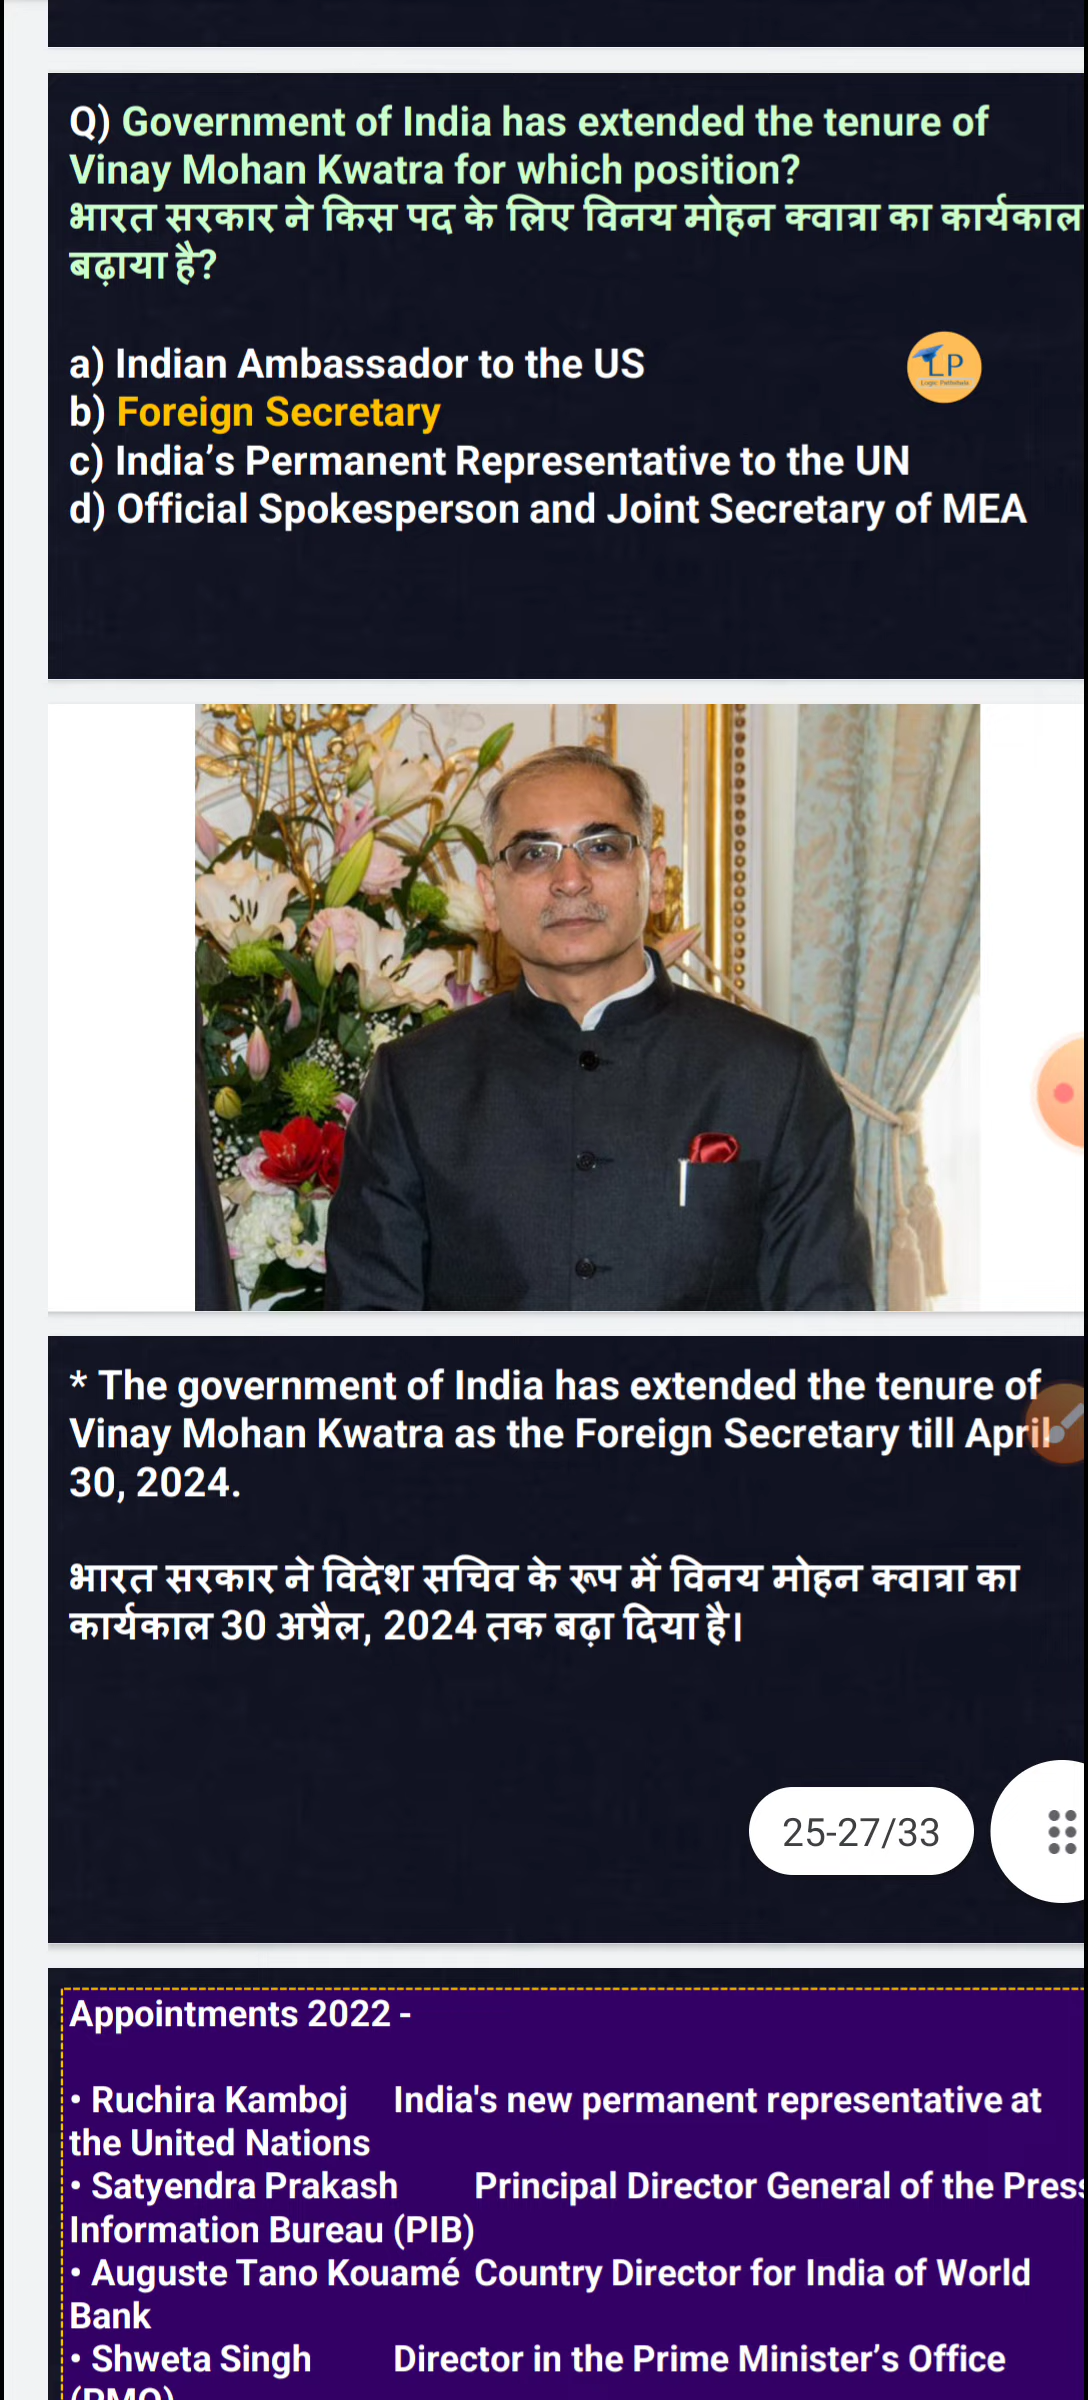 Q) Government of India has extended the tenure of
Vinay Mohan Kwatra for which position?
भारत सरकार ने किस पद के लिए विनय मोहन क्वात्रा का कार्यकाल
बढ़ाया है?
a) Indian Ambassador to the US
LP
Logic Pathshala
b) Foreign Secretary
c) India’s Permanent Representative to the UN
d) Official Spokesperson and Joint Secretary of MEA
* The government of India has extended the tenure of
Vinay Mohan Kwatra as the Foreign Secretary till April
30, 2024.
भारत सरकार ने विदेश सचिव के रूप में विनय मोहन क्वात्रा का
कार्यकाल 30 अप्रैल, 2024 तक बढ़ा दिया है।
25-27/33
Appointments 2022 -
• Ruchira Kamboj India's new permanent representative at
the United Nations
• Satyendra Prakash Principal Director General of the Press
Information Bureau (PIB)
• Auguste Tano Kouamé Country Director for India of World
Bank
• Shweta Singh Director in the Prime Minister’s Office
(PMO)